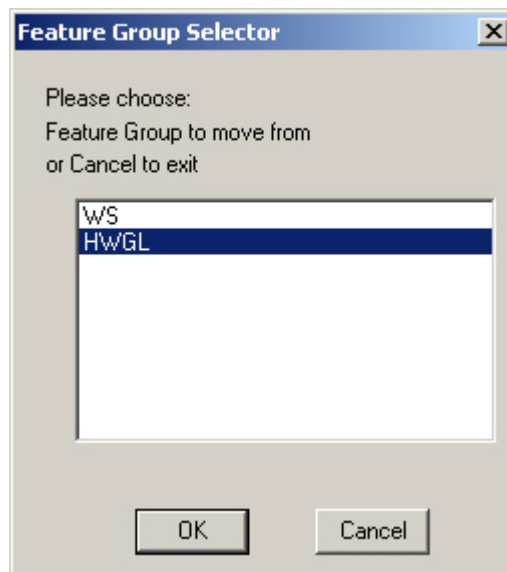 Feature Group Selector
Please choose:
Feature Group to move from
or Cancel to exit
WS
HWGL
OK
Cancel